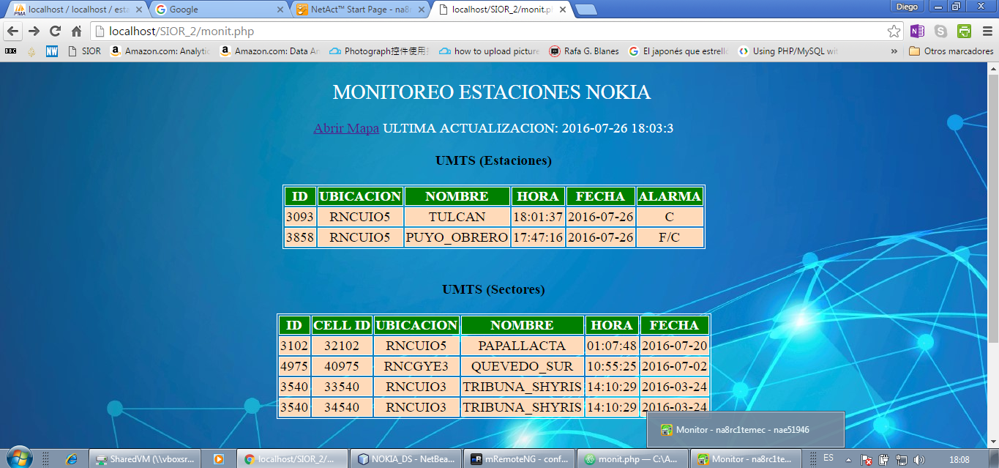 localhost / localhost / esta
Google
NetAct™ Start Page - na8r
localhost/SIOR_2/monit.p
Diego
localhost/SIOR_2/monit.php
BBC
NW
SIOR
Amazon.com: Analytic
Amazon.com: Data An
Photograph控件使用
how to upload picture
Rafa G. Blanes
El japonés que estrell
Using PHP/MySQL wit
»
Otros marcadores
MONITOREO ESTACIONES NOKIA
Abrir Mapa ULTIMA ACTUALIZACION: 2016-07-26 18:03:3
UMTS (Estaciones)
ID UBICACION NOMBRE HORA FECHA ALARMA
3093 RNCUIO5 TULCAN 18:01:37 2016-07-26 C
3858 RNCUIO5 PUYO_OBRERO 17:47:16 2016-07-26 F/C
UMTS (Sectores)
ID CELL ID UBICACION NOMBRE HORA FECHA
3102 32102 RNCUIO5 PAPALLACTA 01:07:48 2016-07-20
4975 40975 RNCGYE3 QUEVEDO_SUR 10:55:25 2016-07-02
3540 33540 RNCUIO3 TRIBUNA_SHYRIS 14:10:29 2016-03-24
3540 34540 RNCUIO3 TRIBUNA_SHYRIS 14:10:29 2016-03-24
Monitor - na8rc1temec - nae51946
SharedVM (\\vboxsr...
localhost/SIOR_2/...
NOKIA_DS - NetBea...
mRemoteNG - conf...
monit.php — C:\A...
Monitor - na8rc1te...
ES
18:08